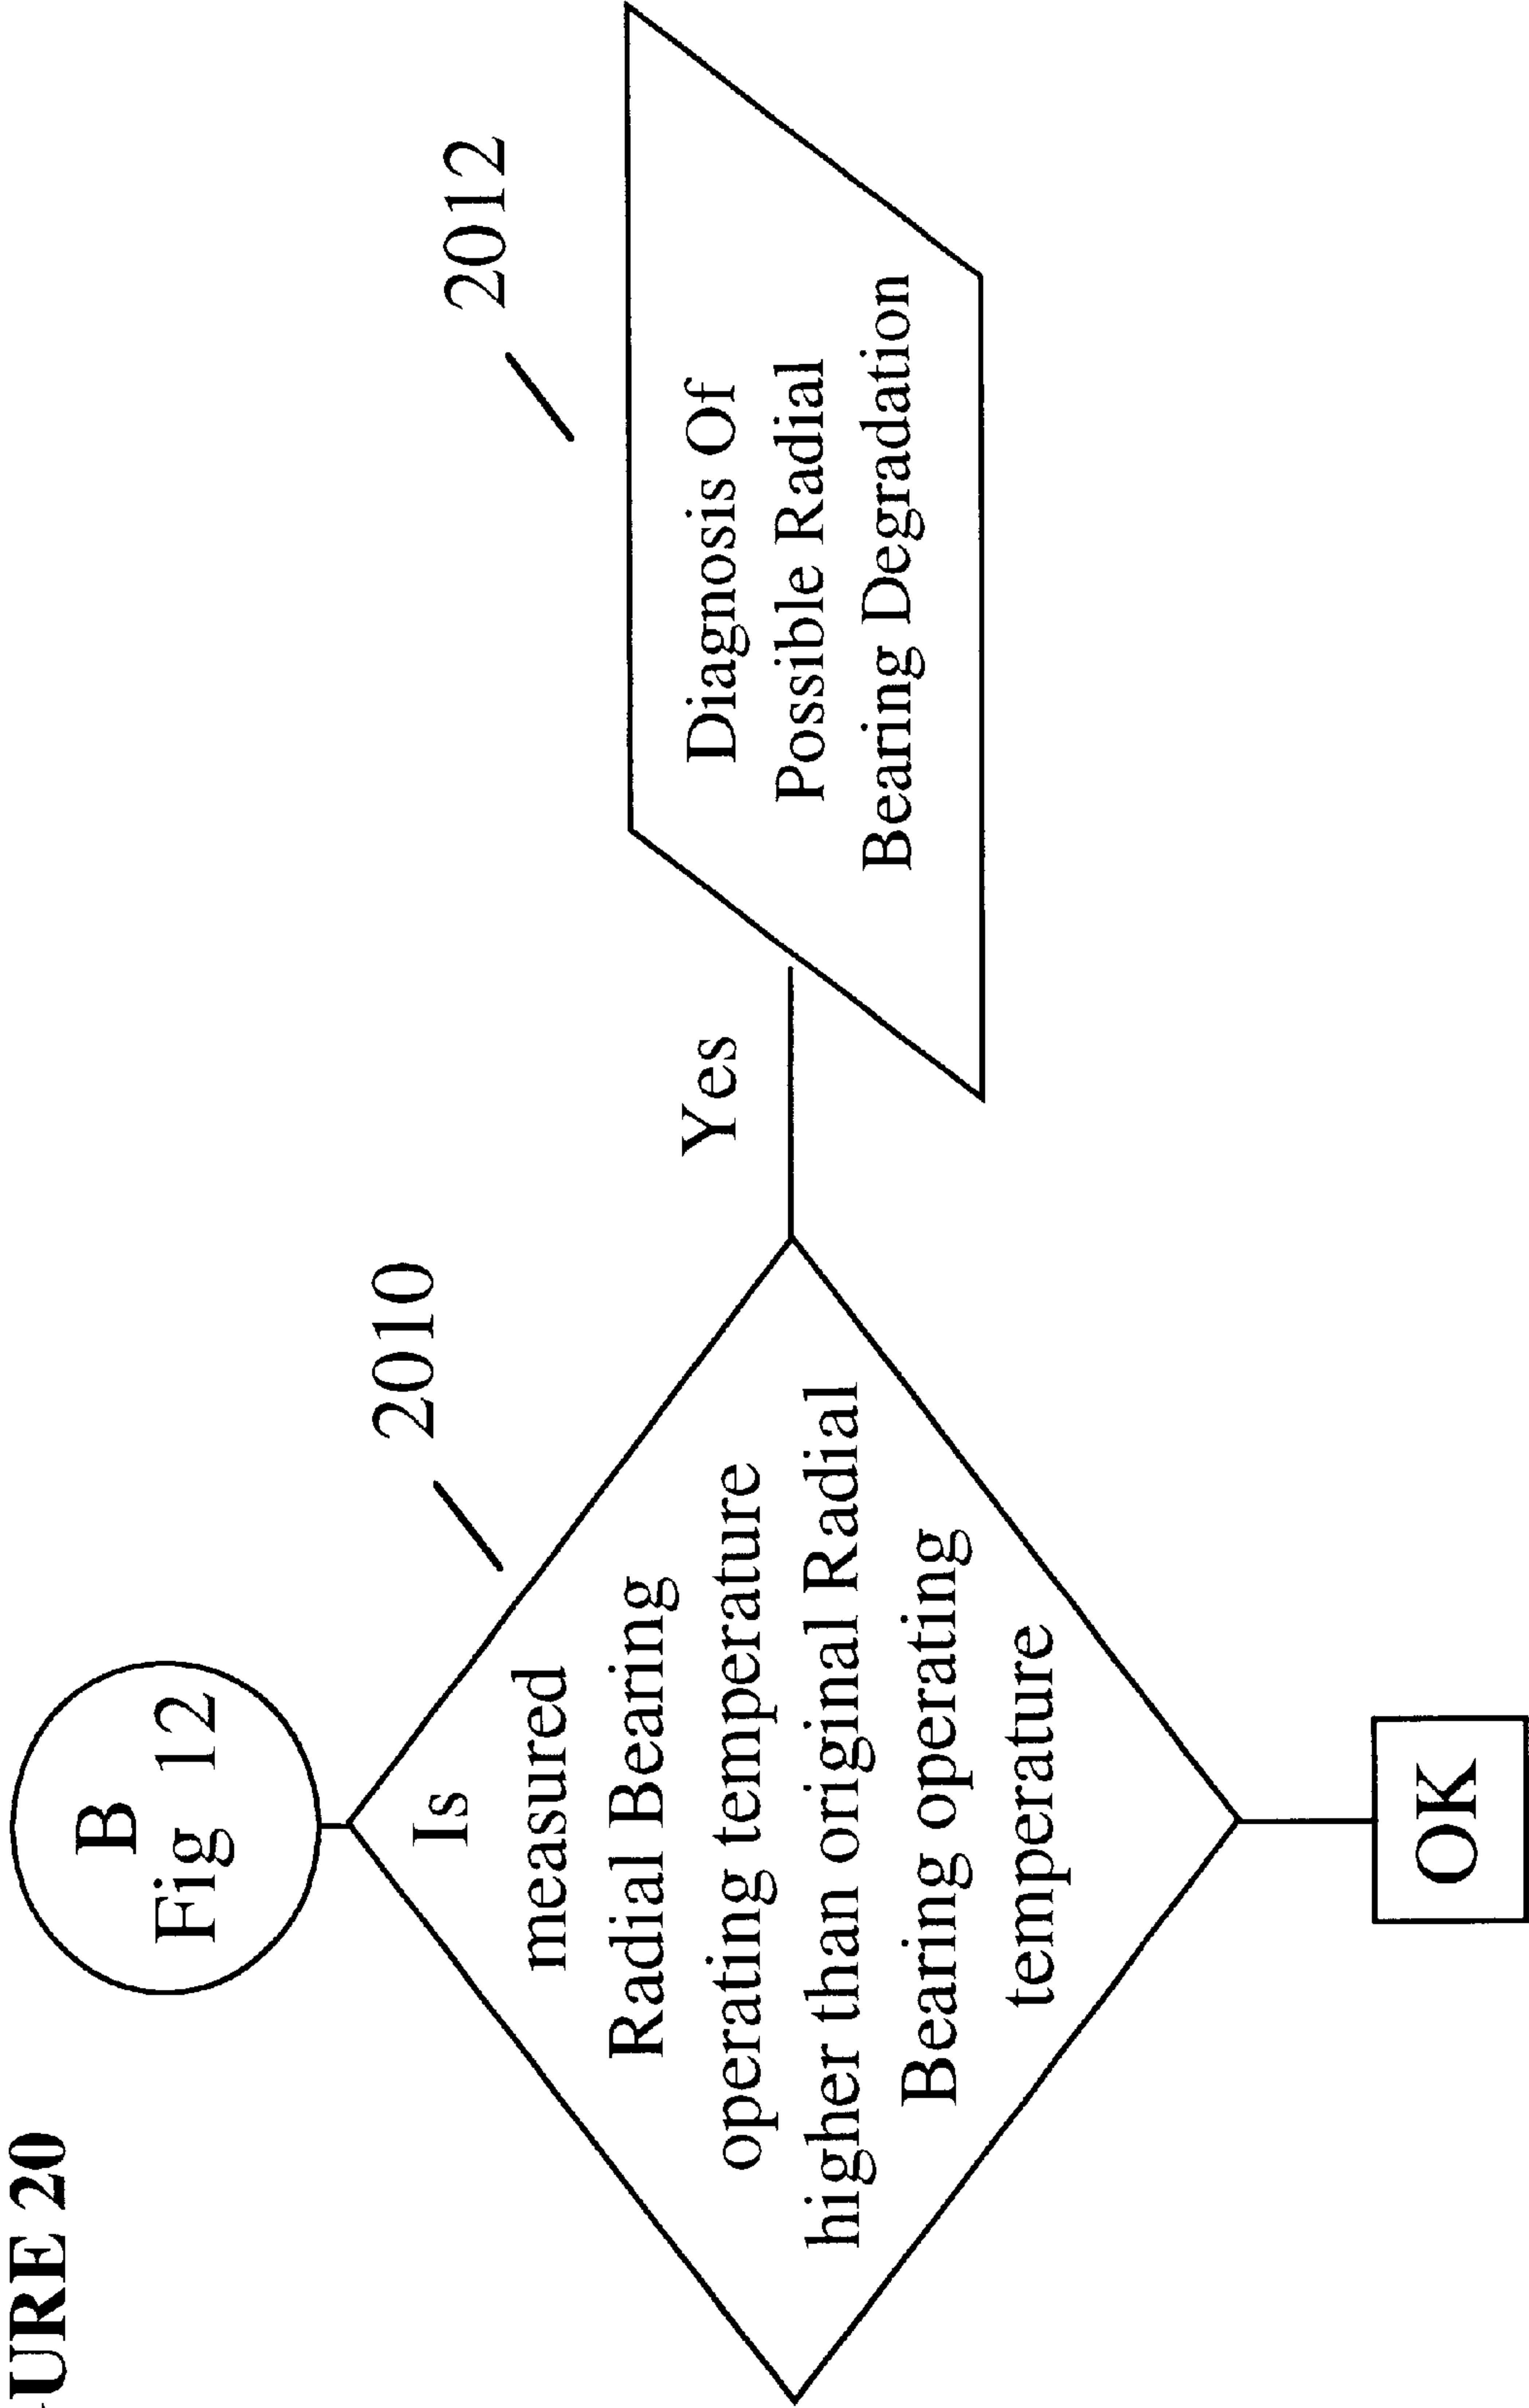 URE 20
B
Fig 12
2010
Is
measured
Radial Bearing
operating temperature
higher than original Radial
Bearing operating
temperature
Yes
2012
Diagnosis Of
Possible Radial
Bearing Degradation
OK